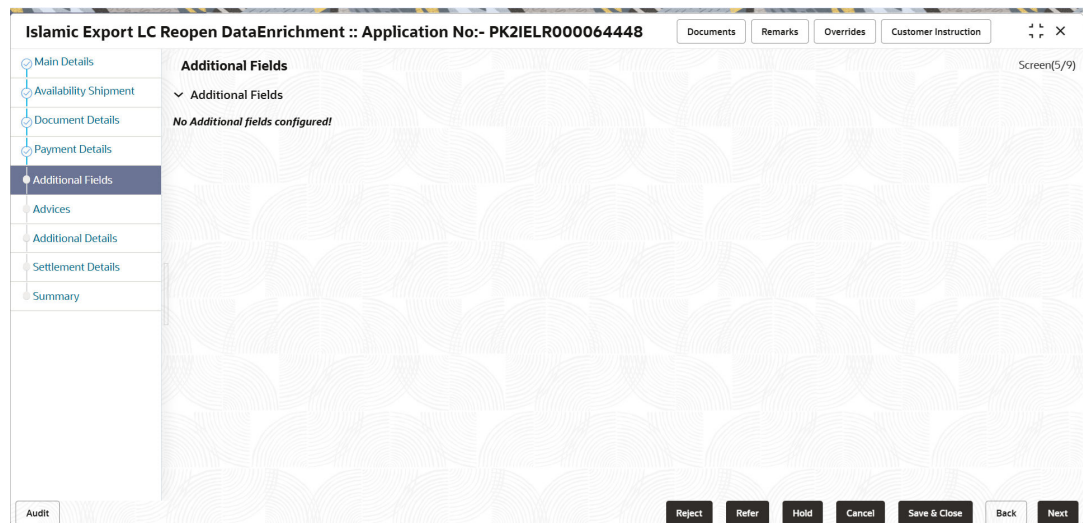 Islamic Export LC Reopen DataEnrichment :: Application No:- PK2IELR000064448
Documents
Remarks
Overrides
Customer Instruction
Main Details
Availability Shipment
Document Details
Payment Details
Additional Fields
Advices
Additional Details
Settlement Details
Summary
Additional Fields
Screen(5/9)
Additional Fields
No Additional fields configured!
Audit
Reject
Refer
Hold
Cancel
Save & Close
Back
Next